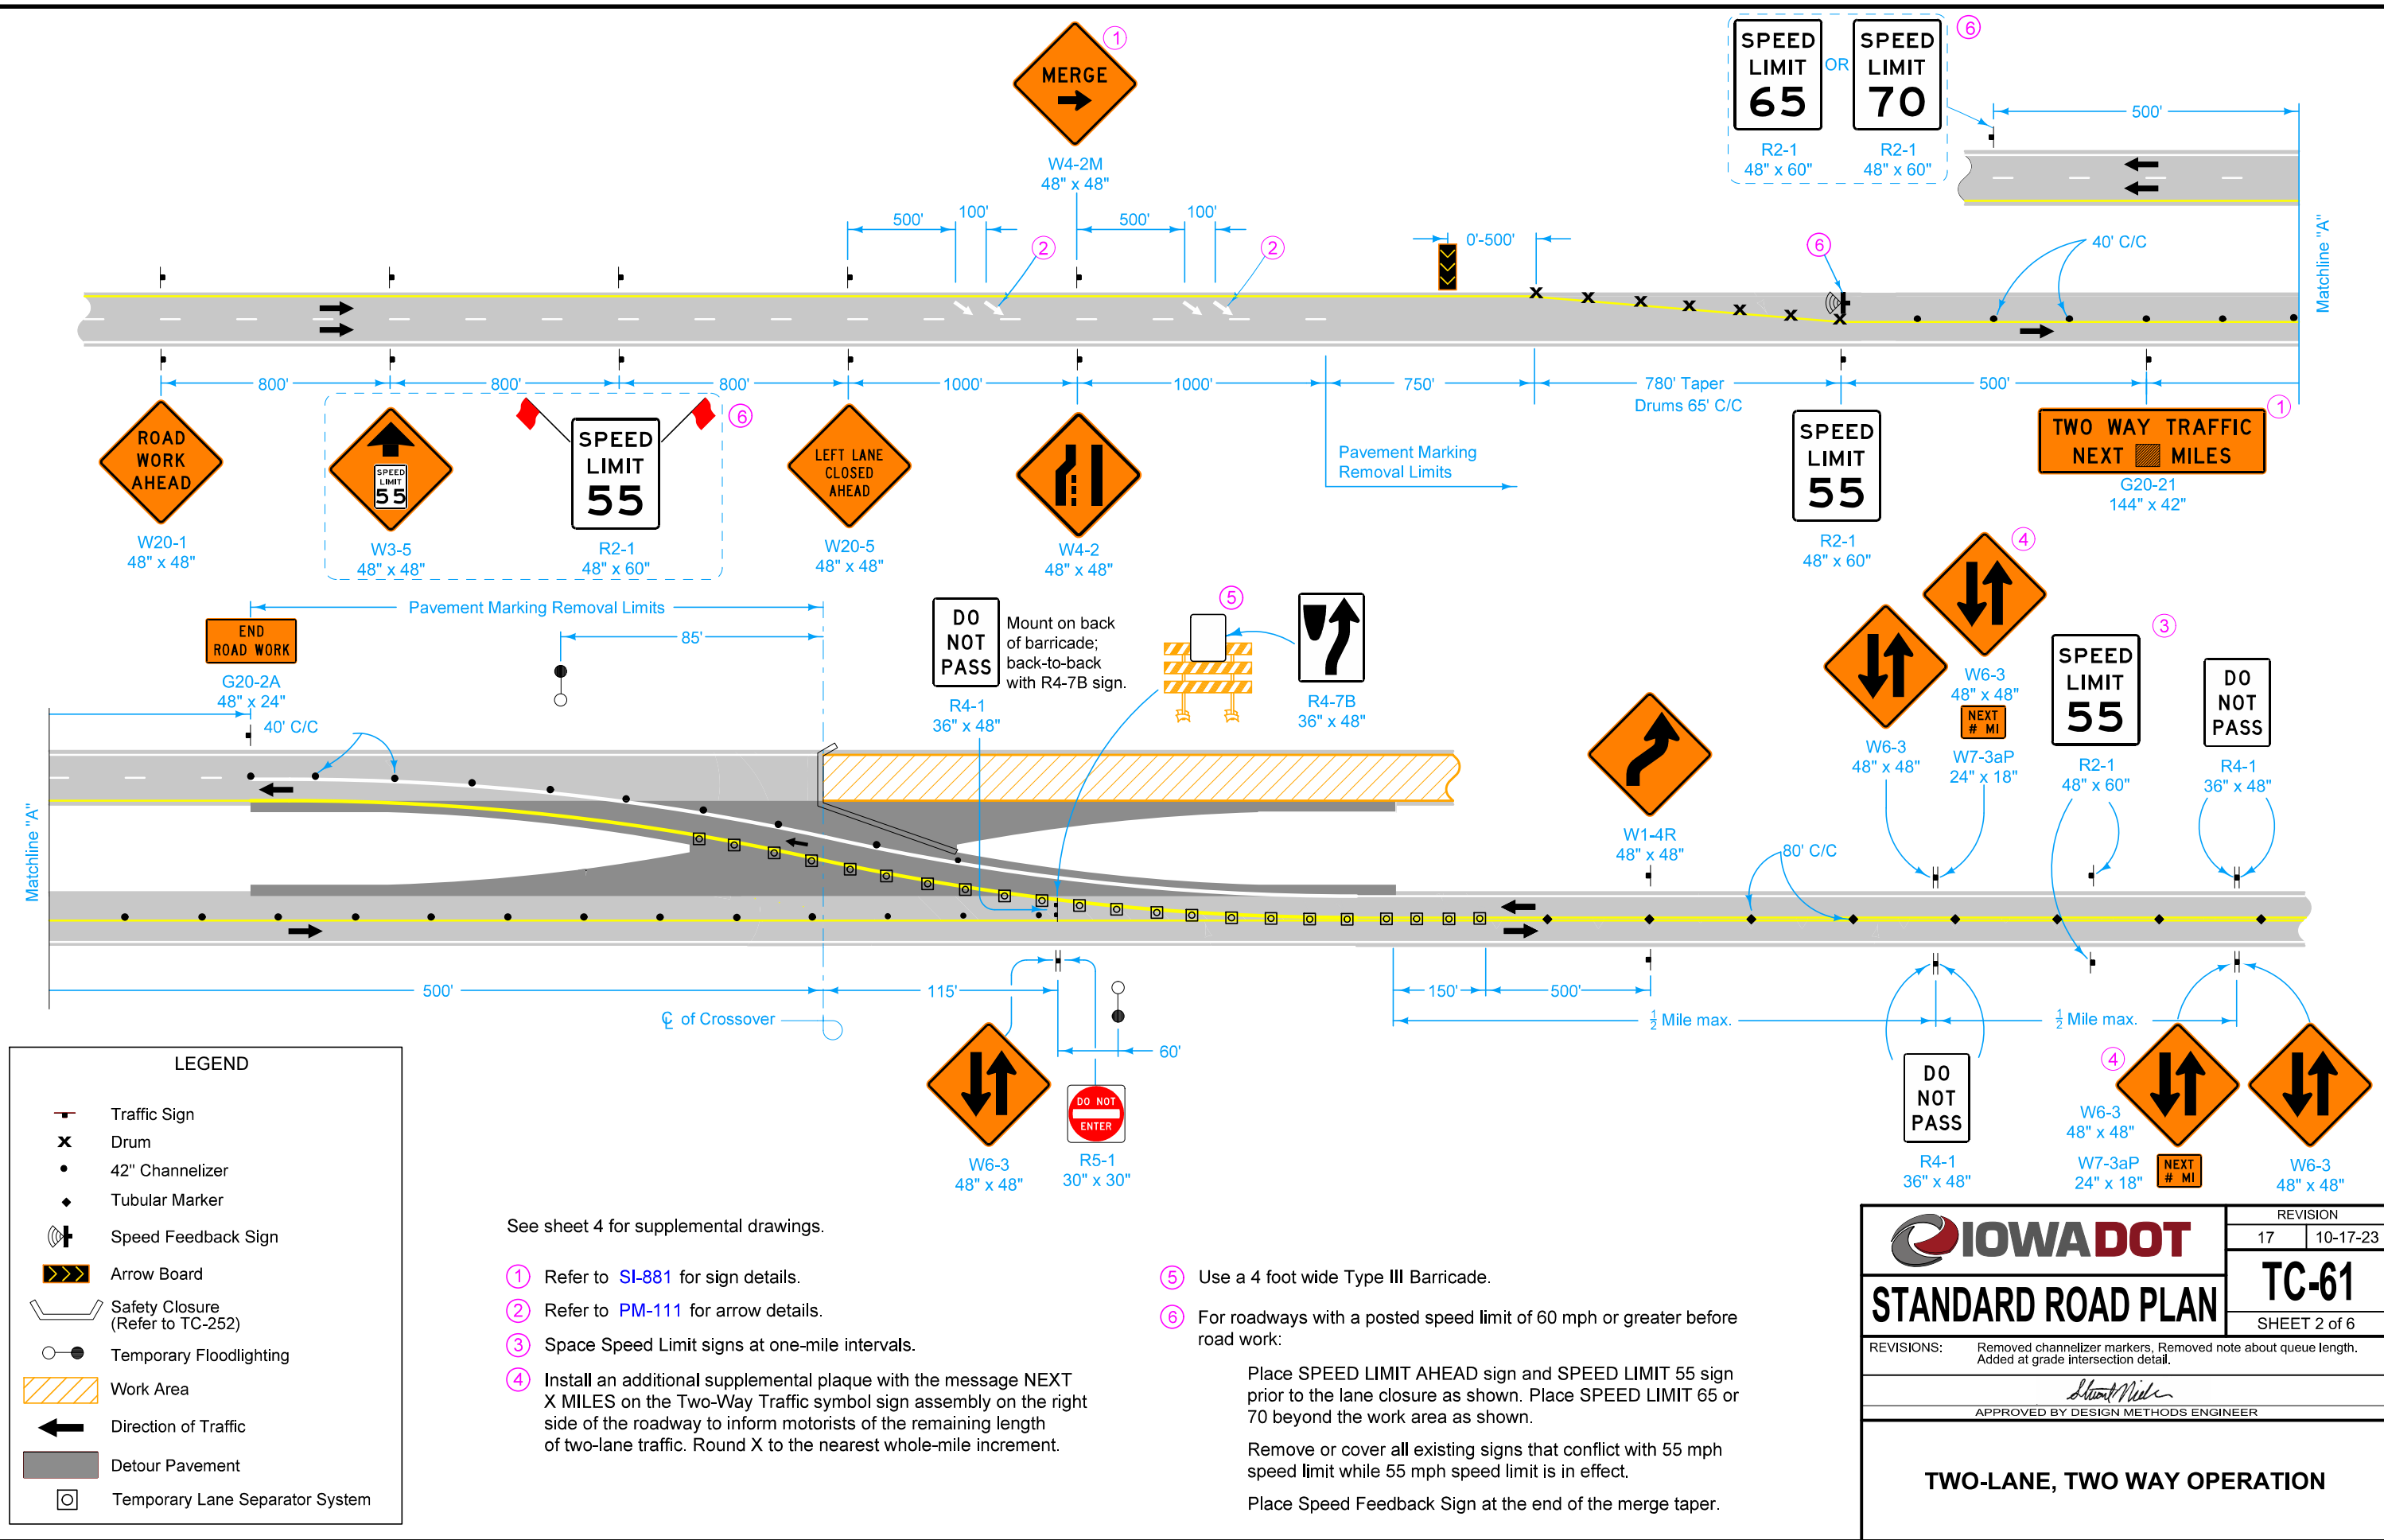 MERGE
1
W4-2M
48" x 48"
SPEED
LIMIT
65
R2-1
48" x 60"
OR
SPEED
LIMIT
70
R2-1
48" x 60"
6
500'
500'
100'
2
500'
100'
2
0'-500'
6
40' C/C
Matchline "A"
800'
800'
800'
1000'
1000'
750'
780' Taper
Drums 65' C/C
500'
ROAD
WORK
AHEAD
W20-1
48" x 48"
SPEED
LIMIT
55
W3-5
48" x 48"
SPEED
LIMIT
55
R2-1
48" x 60"
6
LEFT LANE
CLOSED
AHEAD
W20-5
48" x 48"
W4-2
48" x 48"
Pavement Marking
Removal Limits
SPEED
LIMIT
55
R2-1
48" x 60"
TWO WAY TRAFFIC
NEXT MILES
1
G20-21
144" x 42"
Pavement Marking Removal Limits
85'
END
ROAD WORK
G20-2A
48" x 24"
40' C/C
DO
NOT
PASS
R4-1
36" x 48"
Mount on back
of barricade;
back-to-back
with R4-7B sign.
5
R4-7B
36" x 48"
W1-4R
48" x 48"
80' C/C
W6-3
48" x 48"
4
W6-3
48" x 48"
NEXT
# MI
W7-3aP
24" x 18"
3
SPEED
LIMIT
55
R2-1
48" x 60"
DO
NOT
PASS
R4-1
36" x 48"
Matchline "A"
500'
115'
℄ of Crossover
60'
150'
500'
1/2 Mile max.
1/2 Mile max.
W6-3
48" x 48"
DO NOT
ENTER
R5-1
30" x 30"
DO
NOT
PASS
R4-1
36" x 48"
4
W6-3
48" x 48"
W7-3aP
24" x 18"
NEXT
# MI
W6-3
48" x 48"
LEGEND
Traffic Sign
Drum
42" Channelizer
Tubular Marker
Speed Feedback Sign
Arrow Board
Safety Closure
(Refer to TC-252)
Temporary Floodlighting
Work Area
Direction of Traffic
Detour Pavement
Temporary Lane Separator System
See sheet 4 for supplemental drawings.
1 Refer to SI-881 for sign details.
2 Refer to PM-111 for arrow details.
3 Space Speed Limit signs at one-mile intervals.
4 Install an additional supplemental plaque with the message NEXT
X MILES on the Two-Way Traffic symbol sign assembly on the right
side of the roadway to inform motorists of the remaining length
of two-lane traffic. Round X to the nearest whole-mile increment.
5 Use a 4 foot wide Type III Barricade.
6 For roadways with a posted speed limit of 60 mph or greater before
road work:
Place SPEED LIMIT AHEAD sign and SPEED LIMIT 55 sign
prior to the lane closure as shown. Place SPEED LIMIT 65 or
70 beyond the work area as shown.
Remove or cover all existing signs that conflict with 55 mph
speed limit while 55 mph speed limit is in effect.
Place Speed Feedback Sign at the end of the merge taper.
IOWADOT
STANDARD ROAD PLAN
REVISION
17 10-17-23
TC-61
SHEET 2 of 6
REVISIONS: Removed channelizer markers, Removed note about queue length.
Added at grade intersection detail.
APPROVED BY DESIGN METHODS ENGINEER
TWO-LANE, TWO WAY OPERATION